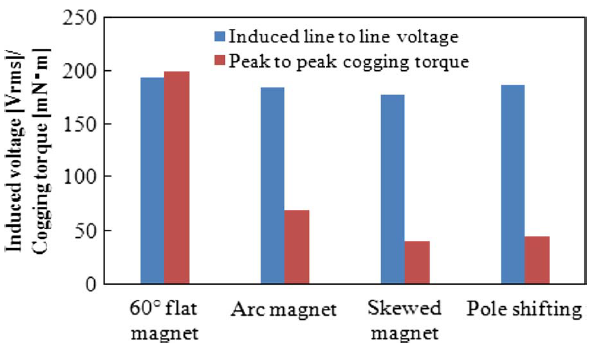 Induced voltage [Vrms]/
Cogging torque [mN·m]
250
200
150
100
50
0
Induced line to line voltage
Peak to peak cogging torque
60° flat
magnet
Arc magnet
Skewed
magnet
Pole shifting